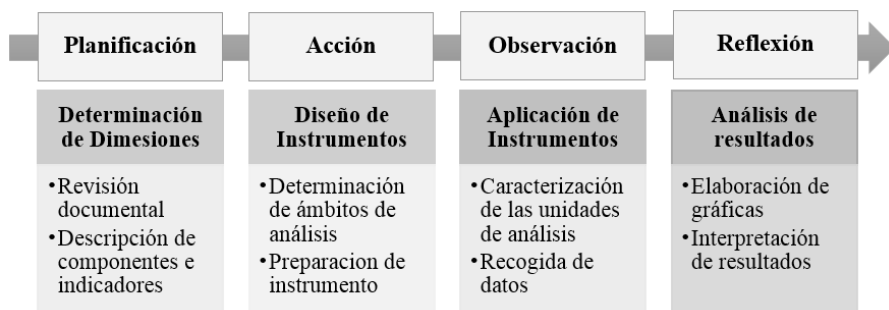 Planificación
Acción
Observación
Reflexión
Determinación
de Dimesiones
•Revisión
documental
•Descripción de
componentes e
indicadores
Diseño de
Instrumentos
•Determinación
de ámbitos de
análisis
•Preparacion de
instrumento
Aplicación de
Instrumentos
•Caracterización
de las unidades
de análisis
•Recogida de
datos
Análisis de
resultados
•Elaboración de
gráficas
•Interpretación
de resultados